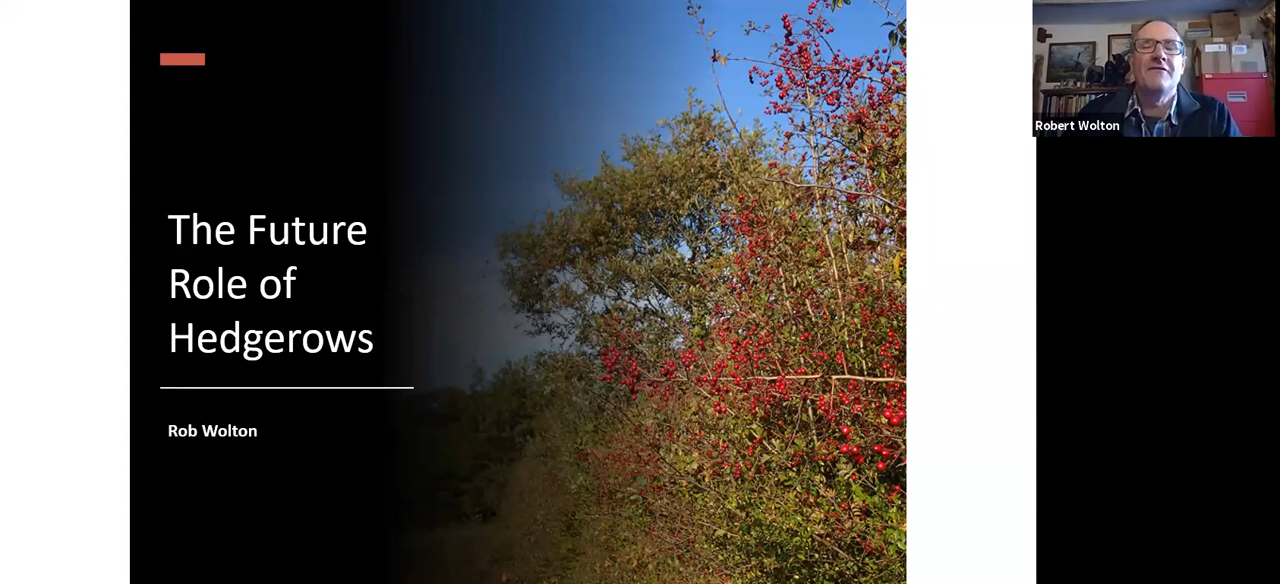 The Future
Role of
Hedgerows
Rob Wolton
Robert Wolton